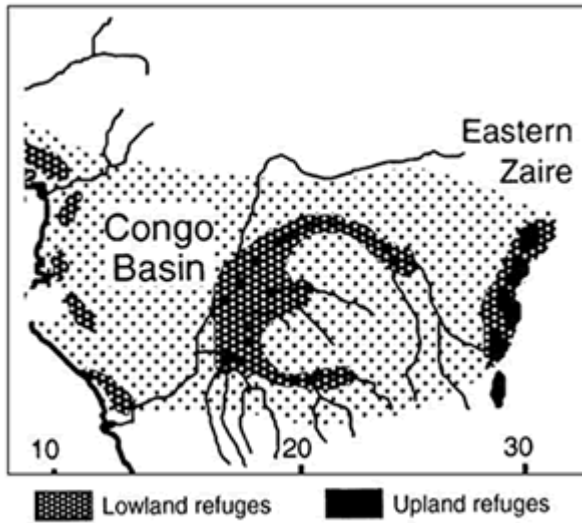 Eastern
Zaire
Congo
Basin
10 20 30
Lowland refuges Upland refuges